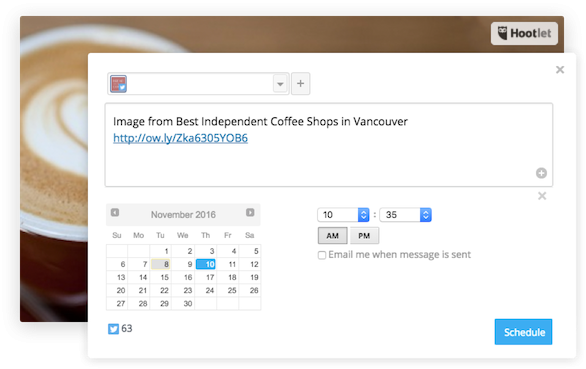 Hootlet
Image from Best Independent Coffee Shops in Vancouver
http://ow.ly/Zka6305YOB6
November 2016
Su Mo Tu We Th Fr Sa
1 2 3 4 5
6 7 8 9 10 11 12
13 14 15 16 17 18 19
20 21 22 23 24 25 26
27 28 29 30
10 : 35
AM PM
Email me when message is sent
63
Schedule